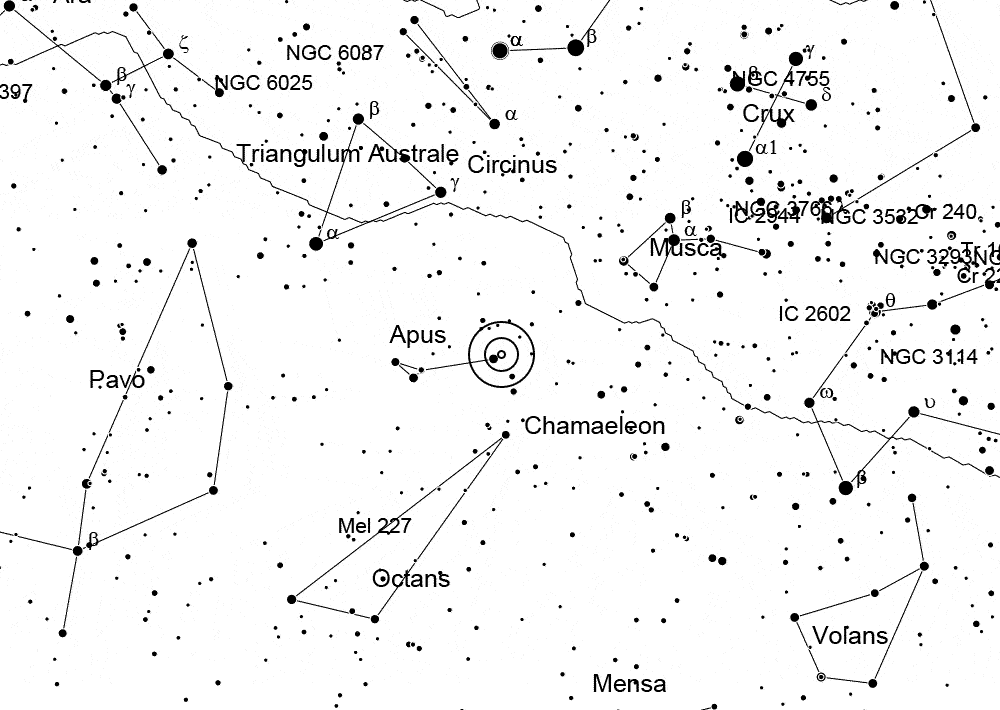 Ara
α
β
ζ
NGC 6087
γ
NGC 6025
397
β
γ
θ
NGC 4755
δ
Crux
α
β
Triangulum Australe
Circinus
α1
γ
β
NGC 3766
IC 2944
NGC 3532
Cr 240
α
α
Musca
NGC 3293
θ
IC 2602
Apus
NGC 3114
Pavo
ω
υ
Chamaeleon
β
Mel 227
β
Octans
Volans
Mensa